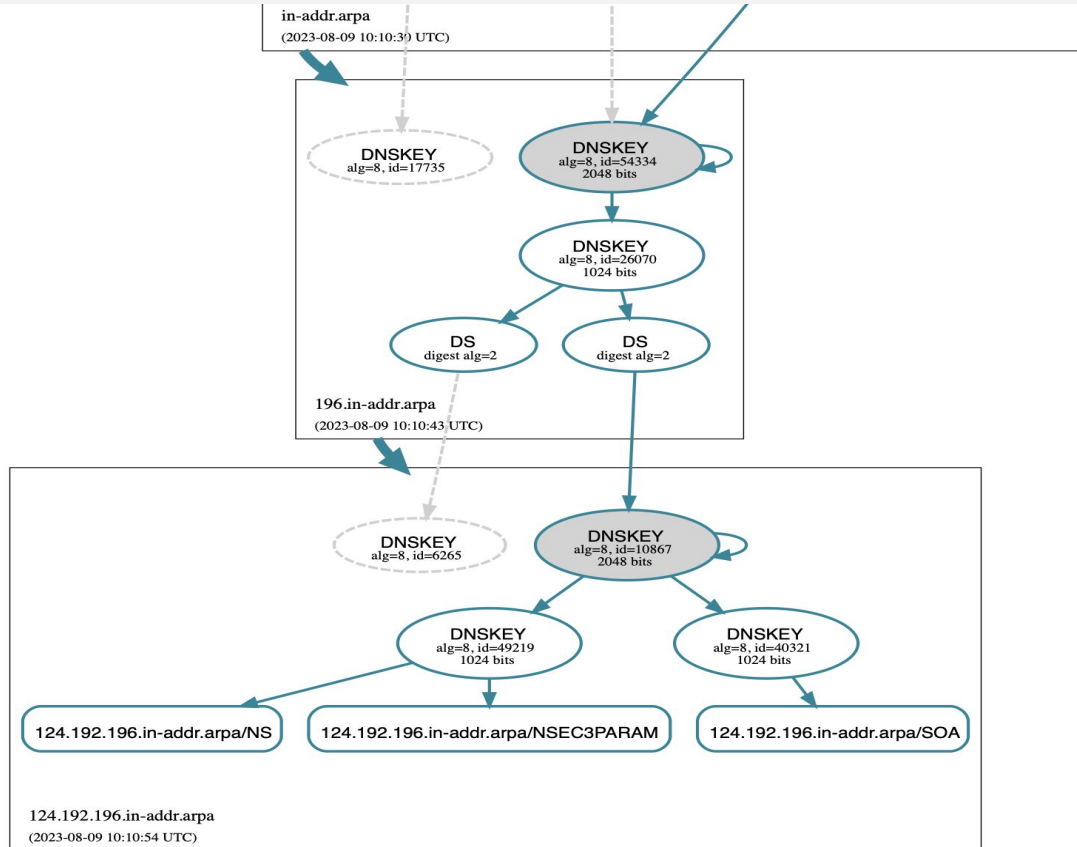 in-addr.arpa
(2023-08-09 10:10:39 UTC)
DNSKEY
alg=8, id=17735
DNSKEY
alg=8, id=54334
2048 bits
DNSKEY
alg=8, id=26070
1024 bits
DS
digest alg=2
DS
digest alg=2
196.in-addr.arpa
(2023-08-09 10:10:43 UTC)
DNSKEY
alg=8, id=6265
DNSKEY
alg=8, id=10867
2048 bits
DNSKEY
alg=8, id=49219
1024 bits
DNSKEY
alg=8, id=40321
1024 bits
124.192.196.in-addr.arpa/NS
124.192.196.in-addr.arpa/NSEC3PARAM
124.192.196.in-addr.arpa/SOA
124.192.196.in-addr.arpa
(2023-08-09 10:10:54 UTC)